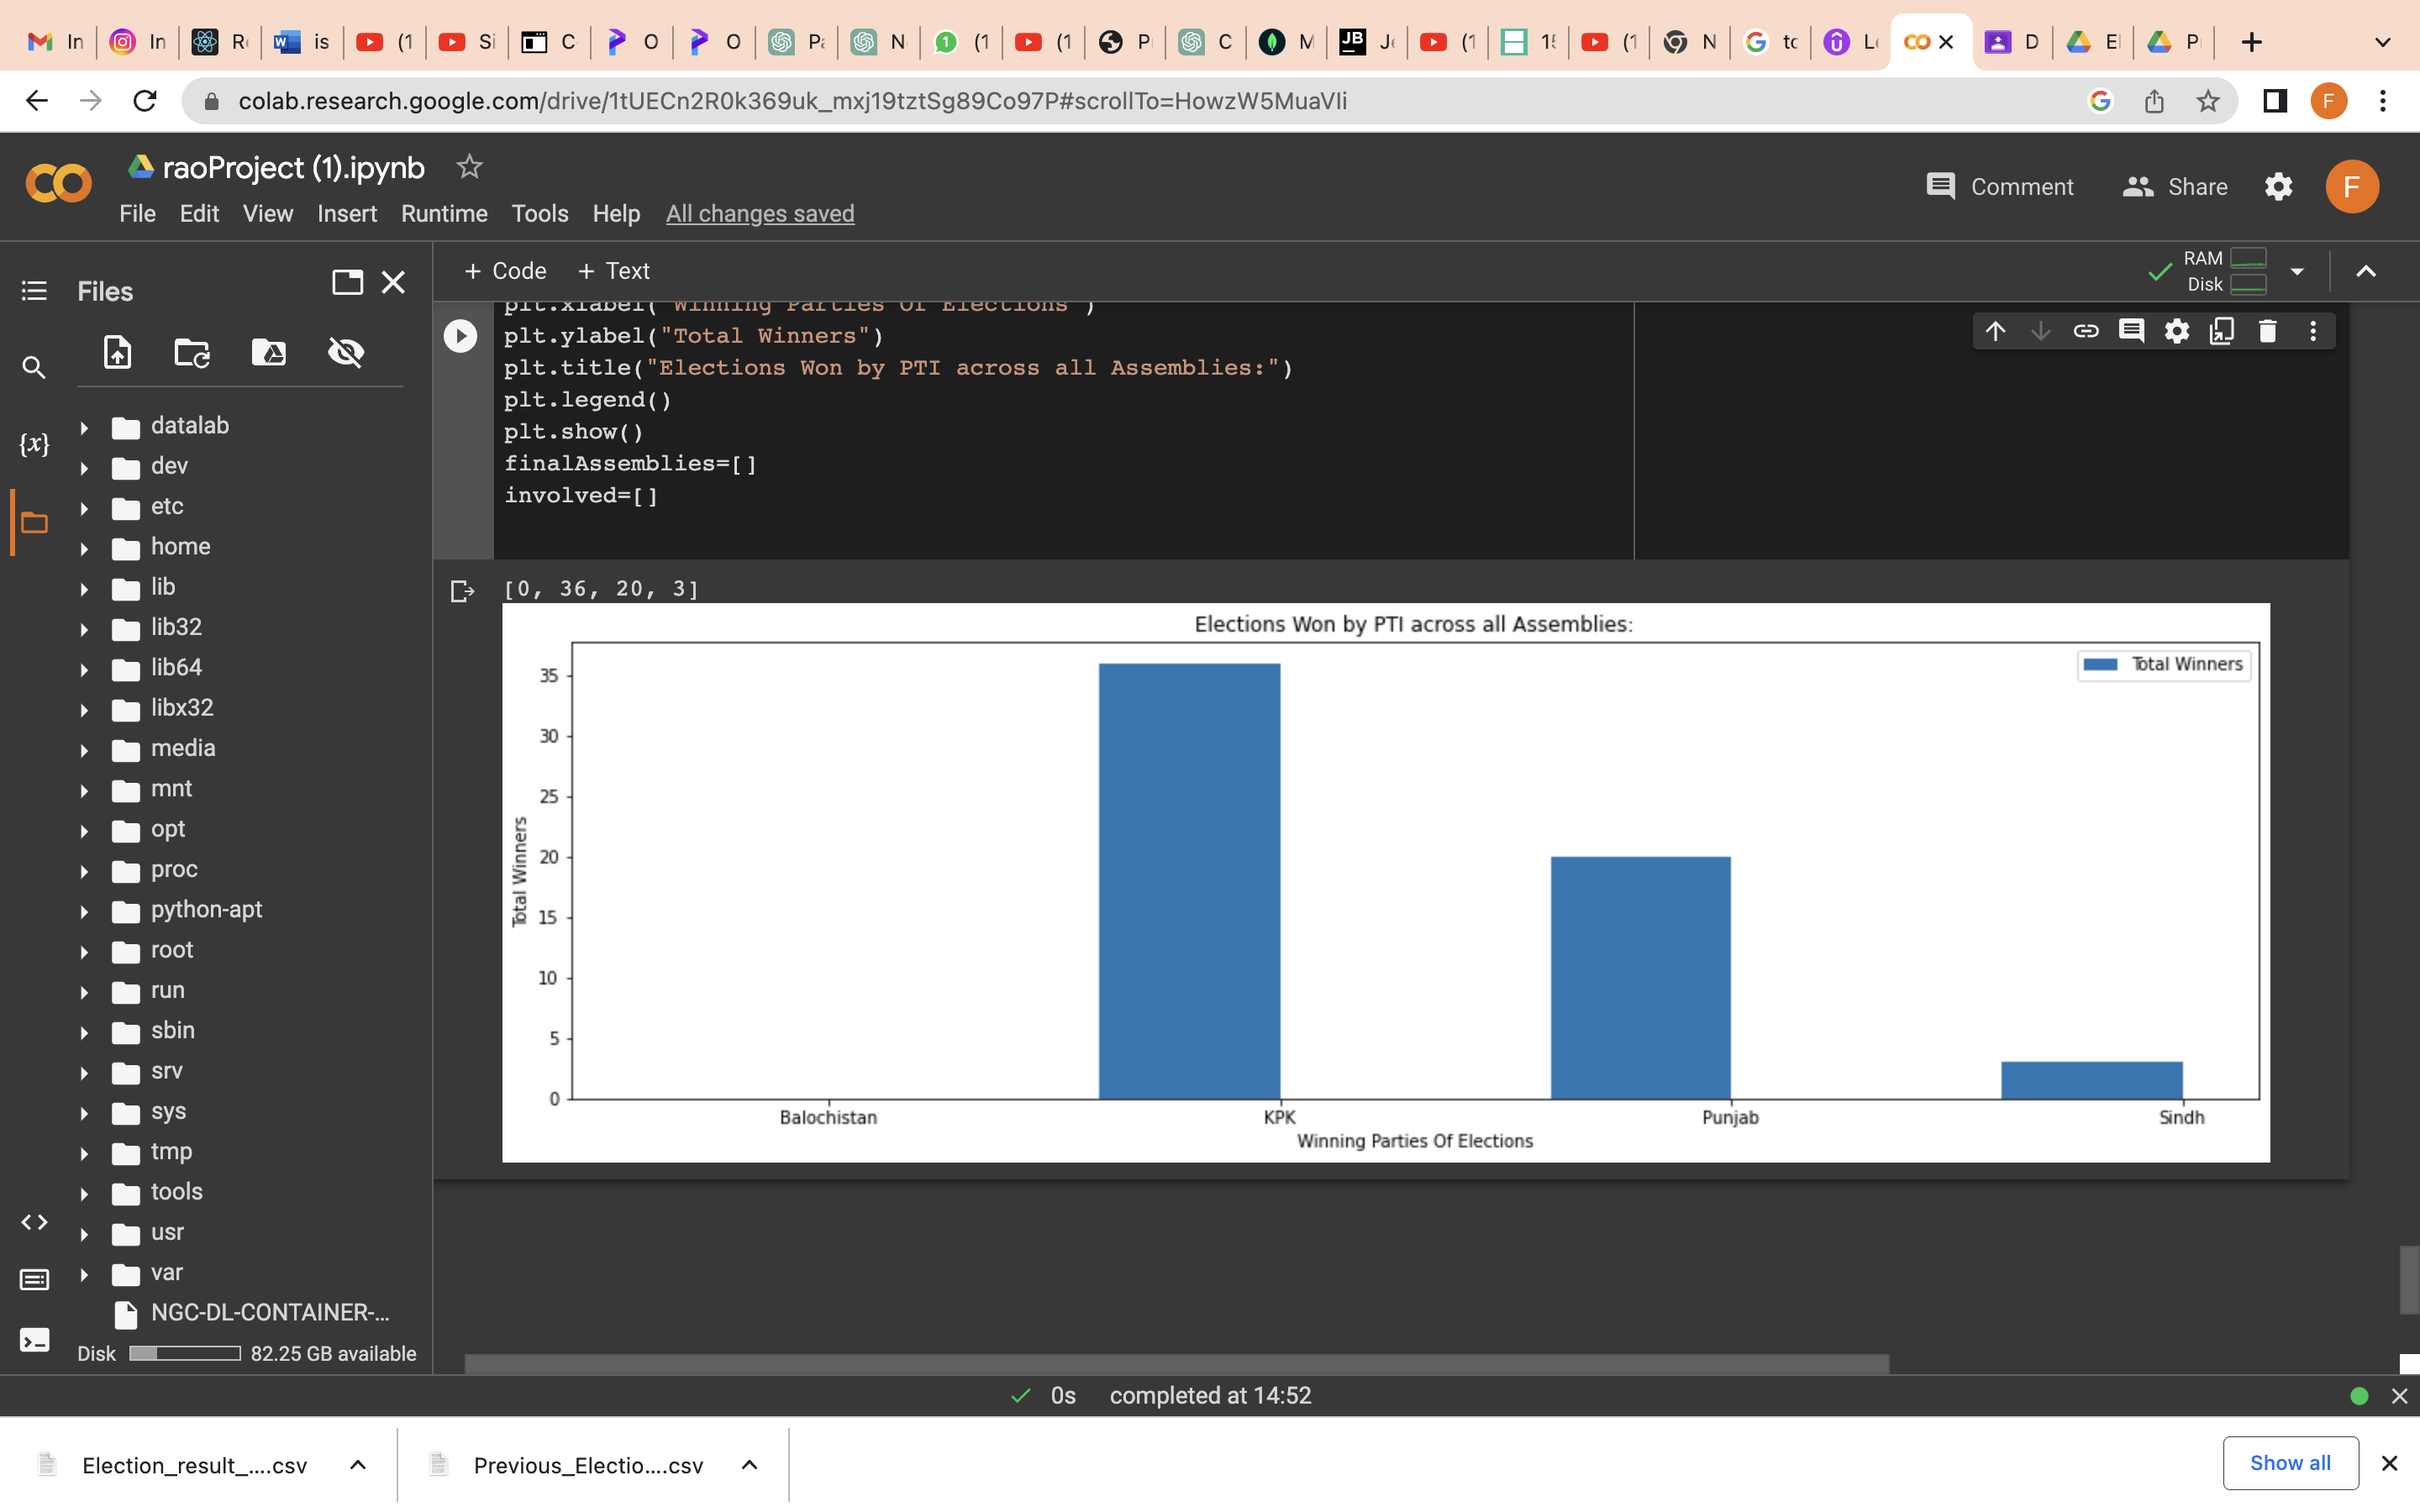 In In R is (1 Si C O O Pa N (1 (1 P C M Je (1 15 (1 N to Le D El P
colab.research.google.com/drive/1tUECn2R0k369uk_mxj19tztSg89Co97P#scrollTo=HowzW5MuaVIi F
raoProject (1).ipynb
File Edit View Insert Runtime Tools Help All changes saved
Comment Share F
Files
+ Code + Text
RAM
Disk
plt.xlabel("Winning Parties Of Elections")
plt.ylabel("Total Winners")
plt.title("Elections Won by PTI across all Assemblies:")
plt.legend()
plt.show()
finalAssemblies=[]
involved=[]
{x}
datalab
dev
etc
home
lib
lib32
lib64
libx32
media
mnt
opt
proc
python-apt
root
run
sbin
srv
sys
tmp
tools
usr
var
NGC-DL-CONTAINER-...
Disk 82.25 GB available
[0, 36, 20, 3]
Elections Won by PTI across all Assemblies:
Total Winners
35
30
25
20
15
10
5
0
Total Winners
Balochistan KPK Punjab Sindh
Winning Parties Of Elections
0s completed at 14:52
Election_result_....csv
Previous_Electio....csv
Show all